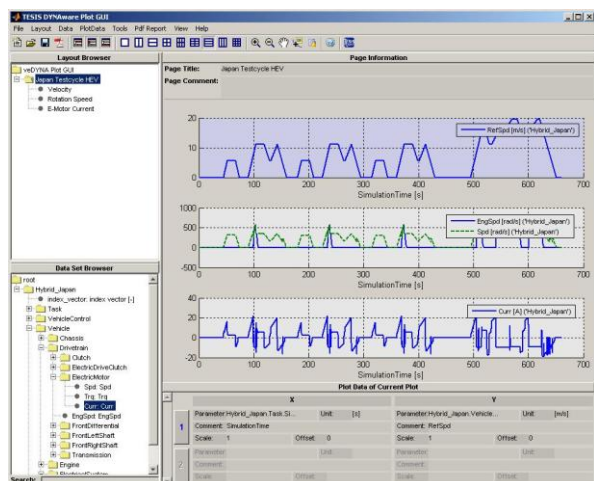 TESIS DYNAware Plot GUI
File Layout Data PlotData Tools Pdf Report View Help
Layout Browser
veDYNA Plot GUI
Japan Testcycle HEV
Velocity
Rotation Speed
E-Motor Current
Data Set Browser
root
Hybrid_Japan
index_vector: index vector [-]
Task
VehicleControl
Vehicle
Chassis
Drivetrain
Clutch
ElectricDriveClutch
ElectricMotor
Spd: Spd
Trq: Trq
Curr: Curr
EngSpd: EngSpd
FrontDifferential
FrontLeftShaft
FrontRightShaft
Transmission
Engine
Search:
Page Information
Page Title: Japan Testcycle HEV
Page Comment:
20
10
0
RefSpd [m/s] ('Hybrid_Japan')
0 100 200 300 400 500 600 700
SimulationTime [s]
1000
500
0
-500
EngSpd [rad/s] ('Hybrid_Japan')
Spd [rad/s] ('Hybrid_Japan')
0 100 200 300 400 500 600 700
SimulationTime [s]
40
20
0
-20
Curr [A] ('Hybrid_Japan')
0 100 200 300 400 500 600 700
SimulationTime [s]
Plot Data of Current Plot
X Y
1
Parameter: Hybrid_Japan.Task.Si... Unit: [s] Parameter: Hybrid_Japan.Vehicle... Unit: [m/s]
Comment: SimulationTime Comment: RefSpd
Scale: 1 Offset: 0 Scale: 1 Offset: 0
2
Parameter: Unit: Parameter: Unit:
Comment: Comment:
Scale: Offset: Scale: Offset: